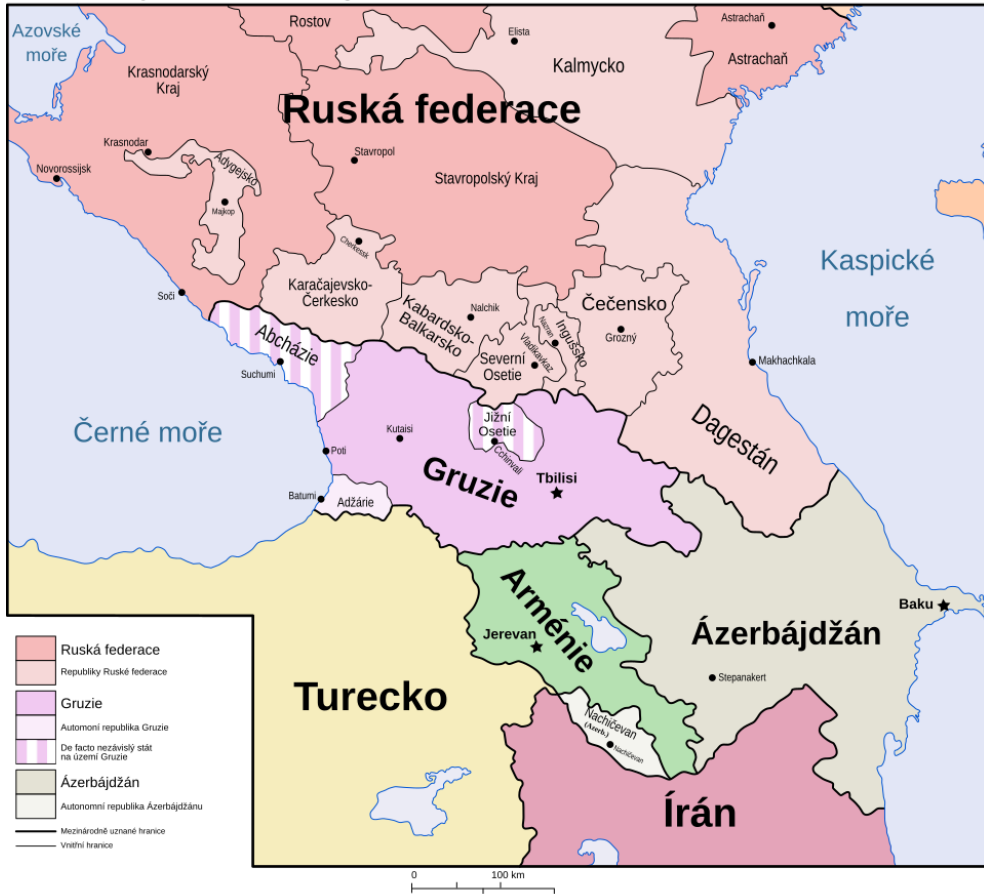 Azovské
moře
Rostov
Elista
Astrachaň
Astrachaň
Kalmycko
Krasnodarský
Kraj
Ruská federace
Krasnodar
Adygejsko
Stavropol
Stavropolský Kraj
Novorossijsk
Majkop
Cherkessk
Kaspické
moře
Karačajevsko-
Čerkesko
Soči
Kabardsko-
Balkarsko
Nalchik
Čečensko
Grozný
Ingušsko
Nazran
Vladikavkaz
Severní
Osetie
Abcházie
Suchumi
Makhachkala
Dagestán
Černé moře
Kutaisi
Jižní
Osetie
Cchinvali
Poti
Gruzie
Tbilisi
Batumi
Adžárie
Arménie
Jerevan
Baku
Ázerbájdžán
Stepanakert
Turecko
Nachičevan
(Azerb.)
Nachičevan
Írán
Ruská federace
Republiky Ruské federace
Gruzie
Automoní republika Gruzie
De facto nezávislý stát
na území Gruzie
Ázerbájdžán
Autonomní republika Ázerbájdžánu
Mezinárodně uznané hranice
Vnitřní hranice
0 100 km